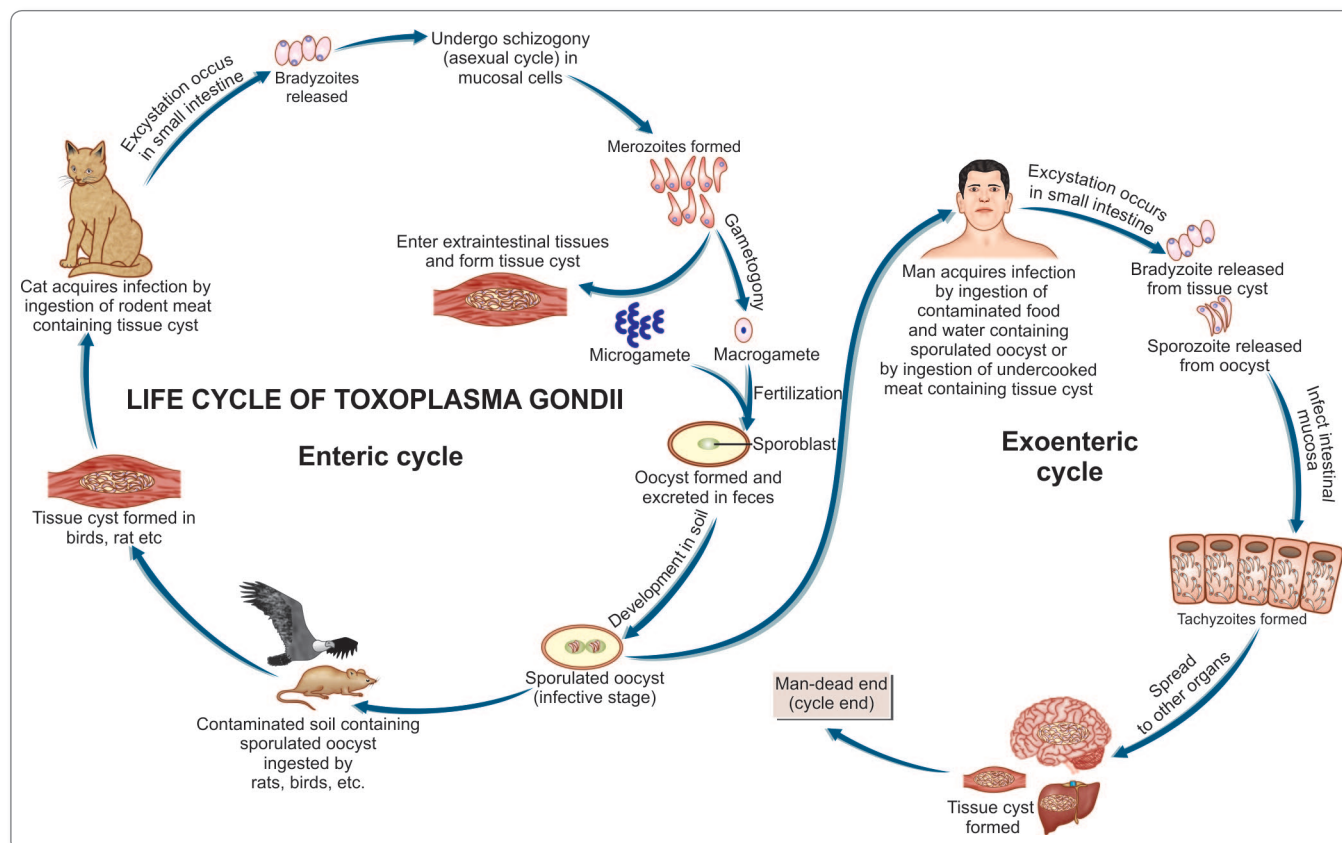 Excystation occus
in small intestine
Bradyzoites
released
Undergo schizogony
(asexual cycle) in
mucosal cells
Merozoites formed
Gametogony
Enter extraintestinal tissues
and form tissue cyst
Microgamete
Macrogamete
Fertilization
Sporoblast
Oocyst formed and
excreted in feces
Development in soil
Sporulated oocyst
(infective stage)
Contaminated soil containing
sporulated oocyst
ingested by
rats, birds, etc.
Tissue cyst formed in
birds, rat etc
Cat acquires infection by
ingestion of rodent meat
containing tissue cyst
LIFE CYCLE OF TOXOPLASMA GONDII
Enteric cycle
Man acquires infection
by ingestion of
contaminated food
and water containing
sporulated oocyst or
by ingestion of undercooked
meat containing tissue cyst
Excystation occurs
in small intestine
Bradyzoite released
from tissue cyst
Sporozoite released
from oocyst
Infect intestinal
mucosa
Exoenteric
cycle
Tachyzoites formed
Spread
to other organs
Tissue cyst
formed
Man-dead end
(cycle end)